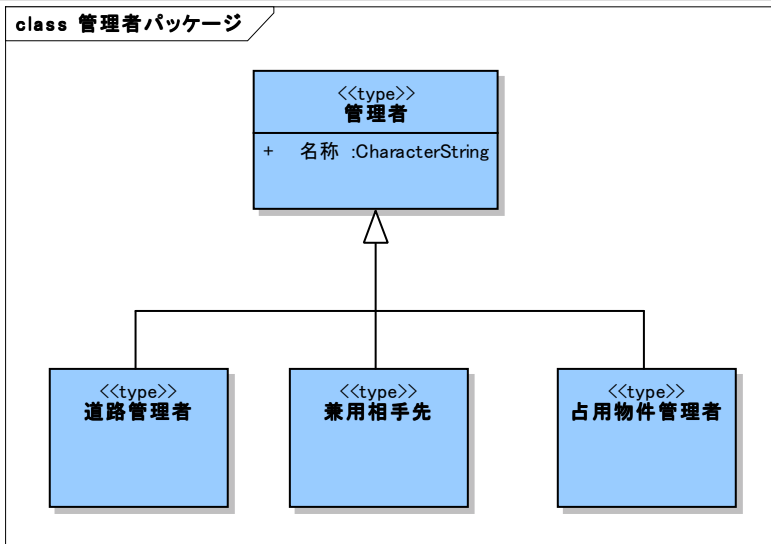 class 管理者パッケージ
<<type>>
管理者
+ 名称 :CharacterString
<<type>>
道路管理者
<<type>>
兼用相手先
<<type>>
占用物件管理者